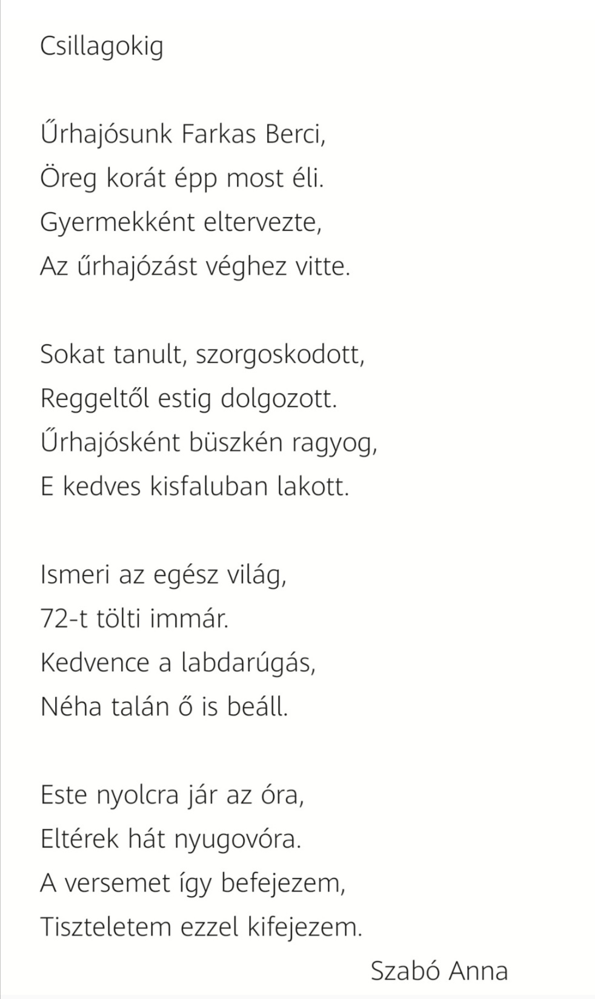 Csillagokig
Űrhajósunk Farkas Berci,
Öreg korát épp most éli.
Gyermekként eltervezte,
Az űrhajózást véghez vitte.
Sokat tanult, szorgoskodott,
Reggeltől estig dolgozott.
Űrhajósként büszkén ragyog,
E kedves kisfaluban lakott.
Ismeri az egész világ,
72-t tölti immár.
Kedvence a labdarúgás,
Néha talán ő is beáll.
Este nyolcra jár az óra,
Eltérek hát nyugovóra.
A versemet így befejezem,
Tiszteletem ezzel kifejezem.
Szabó Anna